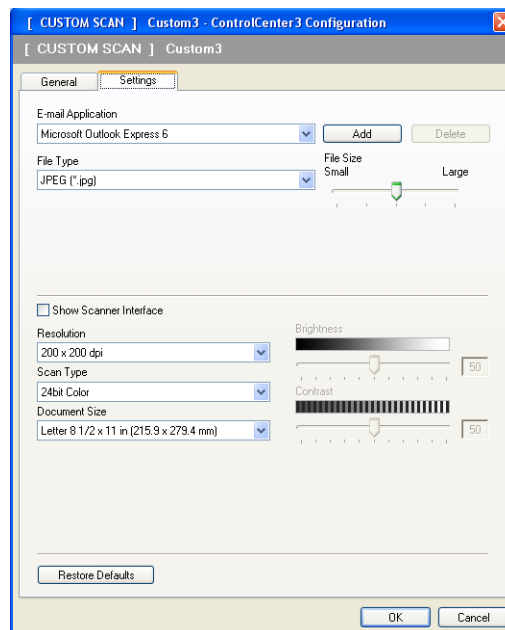 [ CUSTOM SCAN ] Custom3 - ControlCenter3 Configuration
[ CUSTOM SCAN ] Custom3
General Settings
E-mail Application
Microsoft Outlook Express 6 Add Delete
File Type File Size
Small Large
JPEG (*.jpg)
Show Scanner Interface
Resolution Brightness
200 x 200 dpi 50
Scan Type
24bit Color Contrast
Document Size
Letter 8 1/2 x 11 in (215.9 x 279.4 mm) 50
Restore Defaults
OK Cancel